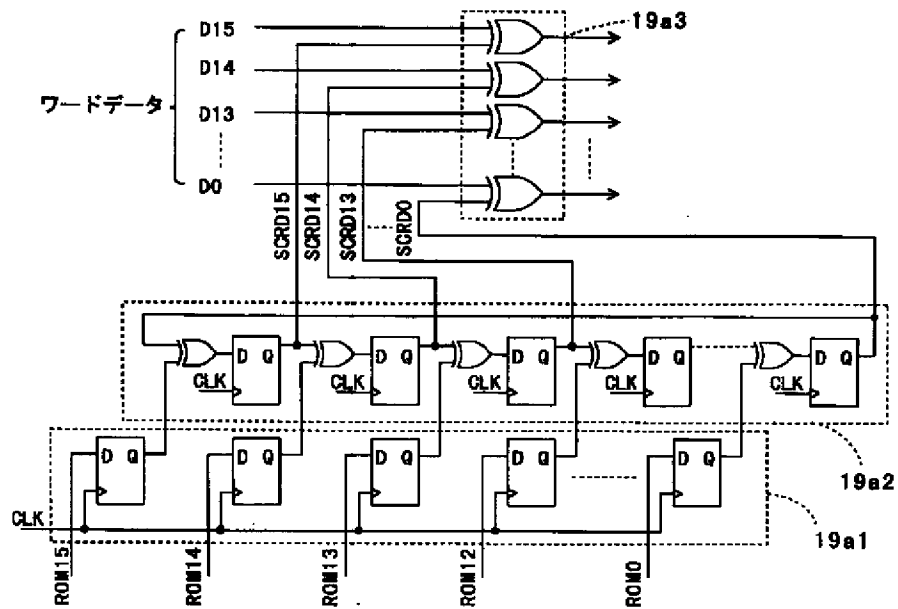 19a3
D15
D14
ワードデータ
D13
D0
SCRD15
SCRD14
SCRD13
SCRD0
D Q
D Q
D Q
D Q
D Q
CLK
CLK
CLK
CLK
CLK
19a2
D Q
D Q
D Q
D Q
D Q
CLK
19a1
ROM15
ROM14
ROM13
ROM12
ROM0